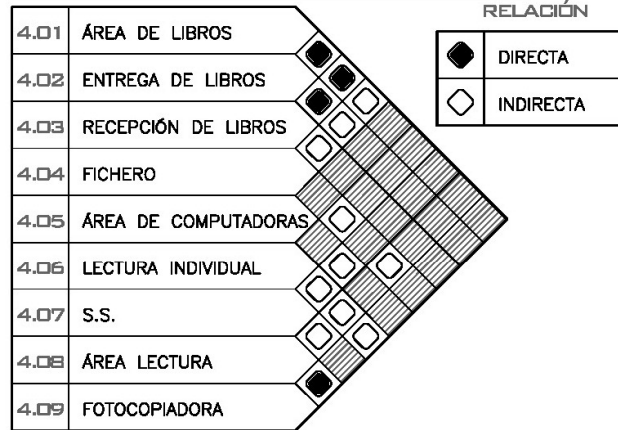 RELACIÓN
DIRECTA
INDIRECTA
4.01 ÁREA DE LIBROS
4.02 ENTREGA DE LIBROS
4.03 RECEPCIÓN DE LIBROS
4.04 FICHERO
4.05 ÁREA DE COMPUTADORAS
4.06 LECTURA INDIVIDUAL
4.07 S.S.
4.08 ÁREA LECTURA
4.09 FOTOCOPIADORA